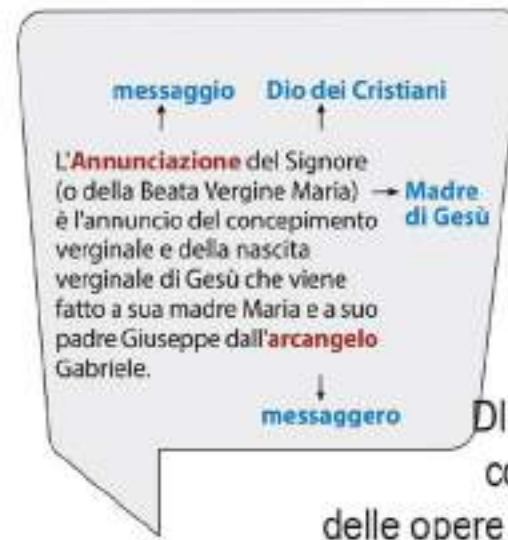 messaggio Dio dei Cristiani
L'Annunciazione del Signore
(o della Beata Vergine Maria) → Madre
di Gesù
è l'annuncio del concepimento
verginale e della nascita
verginale di Gesù che viene
fatto a sua madre Maria e a suo
padre Giuseppe dall'arcangelo
Gabriele.
messaggero
delle opere